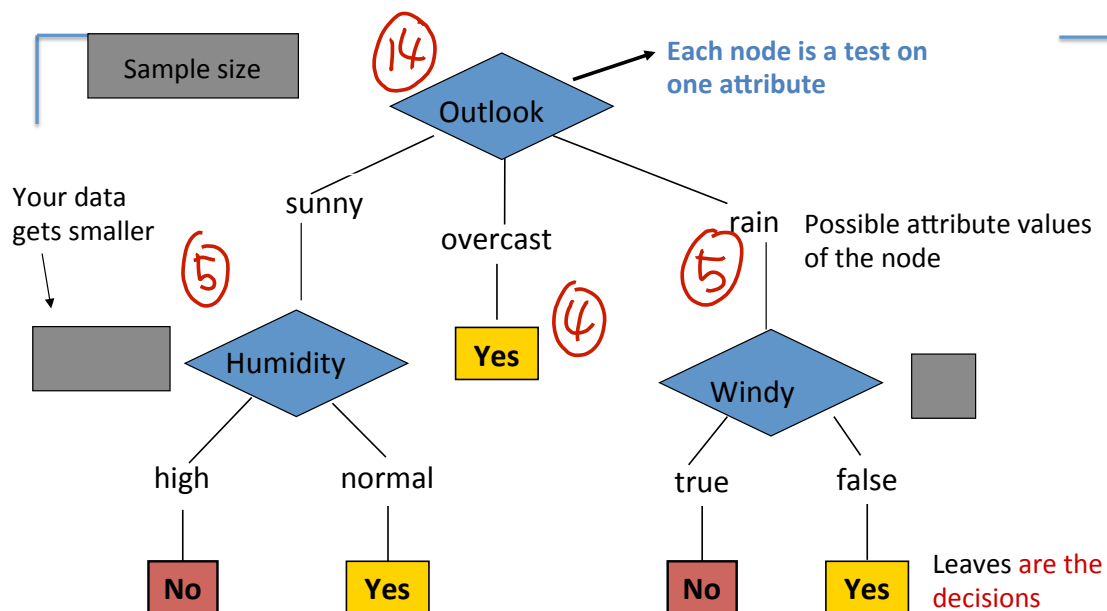 Sample size
14
Each node is a test on
one attribute
Outlook
Your data
gets smaller
sunny
overcast
rain
Possible attribute values
of the node
5
5
4
Humidity
Yes
Windy
high
normal
true
false
No
Yes
No
Yes
Leaves are the
decisions